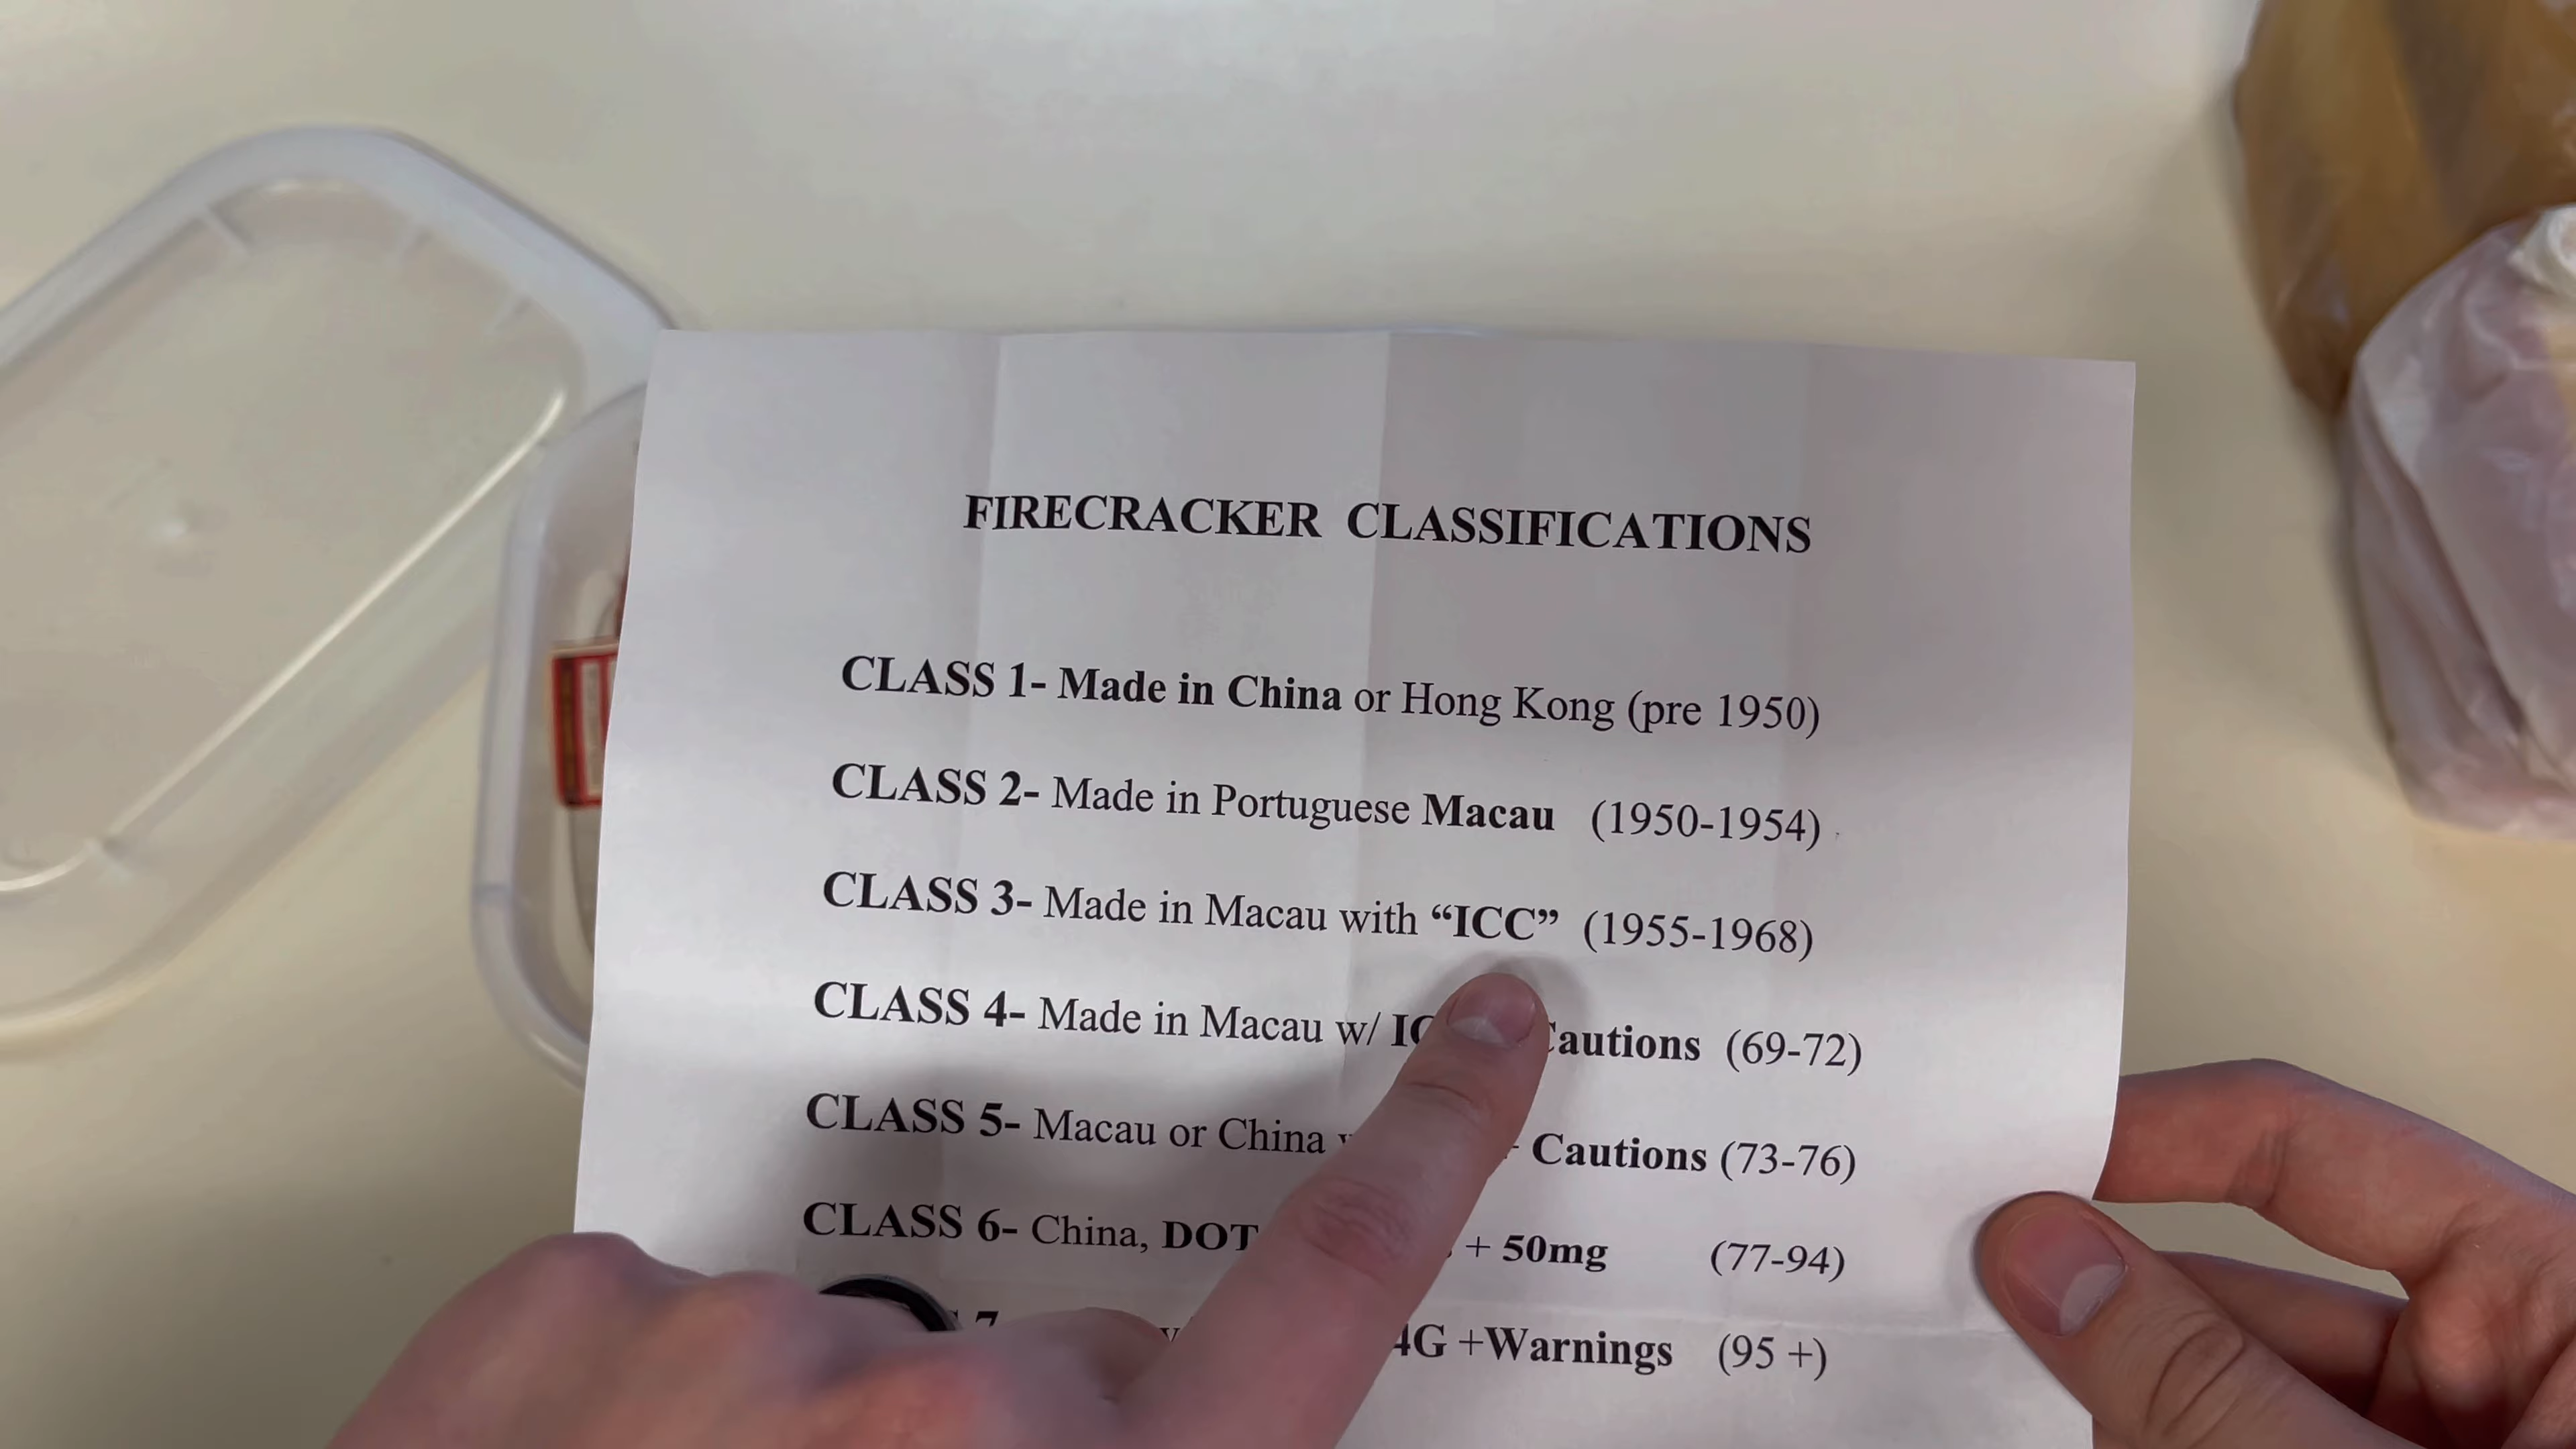 FIRECRACKER CLASSIFICATIONS
CLASS 1- Made in China or Hong Kong (pre 1950)
CLASS 2- Made in Portuguese Macau (1950-1954)
CLASS 3- Made in Macau with “ICC” (1955-1968)
CLASS 4- Made in Macau w/ Cautions (69-72)
CLASS 5- Macau or China Cautions (73-76)
CLASS 6- China, DOT + 50mg (77-94)
7 4G +Warnings (95 +)